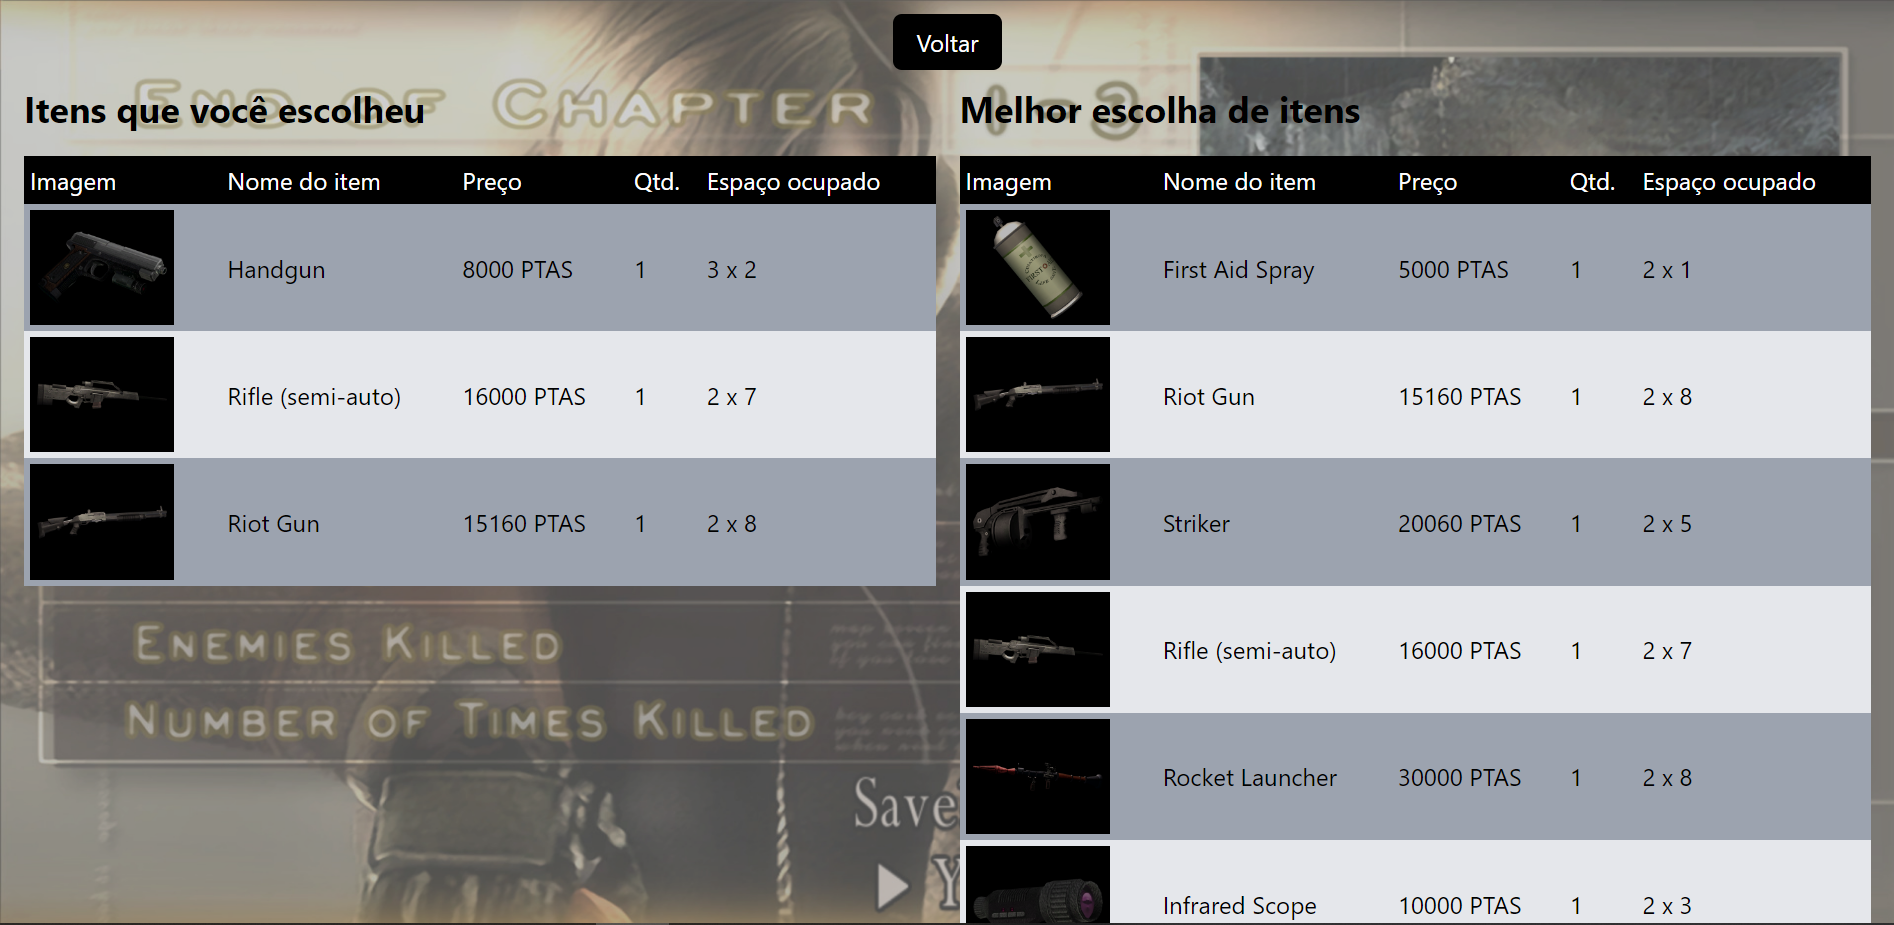 Voltar
END OF CHAPTER 1-3
Itens que você escolheu
Imagem Nome do item Preço Qtd. Espaço ocupado
Handgun 8000 PTAS 1 3 x 2
Rifle (semi-auto) 16000 PTAS 1 2 x 7
Riot Gun 15160 PTAS 1 2 x 8
Melhor escolha de itens
Imagem Nome do item Preço Qtd. Espaço ocupado
First Aid Spray 5000 PTAS 1 2 x 1
Riot Gun 15160 PTAS 1 2 x 8
Striker 20060 PTAS 1 2 x 5
Rifle (semi-auto) 16000 PTAS 1 2 x 7
Rocket Launcher 30000 PTAS 1 2 x 8
Infrared Scope 10000 PTAS 1 2 x 3
ENEMIES KILLED
NUMBER OF TIMES KILLED
Save
Y